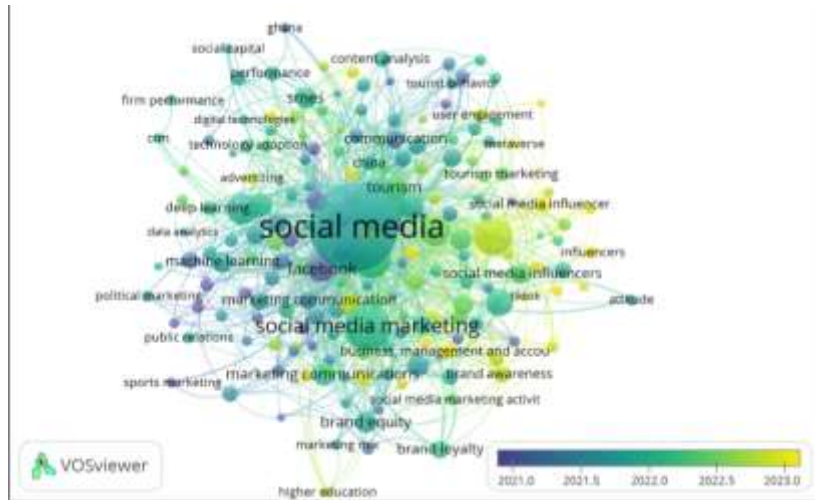 ghana
social capital
content analysis
performance
tourist behavior
smes
firm performance
user engagement
digital technologies
crm
communication
metaverse
technology adoption
china
tourism marketing
advertising
tourism
social media influencer
deep learning
social media
data analytics
influencers
machine learning
facebook
social media influencers
political marketing
marketing communication
tiktok
attitude
social media marketing
public relations
business, management and accou
marketing communications
brand awareness
sports marketing
social media marketing activit
brand equity
marketing mix
brand loyalty
VOSviewer
higher education
2021.0 2021.5 2022.0 2022.5 2023.0